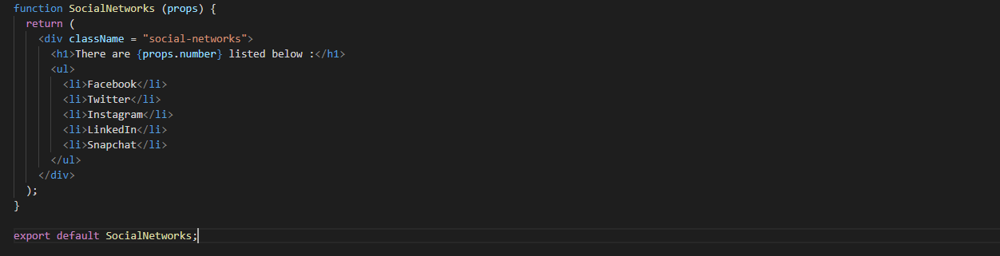 function SocialNetworks (props) {
return (
<div className = "social-networks">
<h1>There are {props.number} listed below :</h1>
<ul>
<li>Facebook</li>
<li>Twitter</li>
<li>Instagram</li>
<li>LinkedIn</li>
<li>Snapchat</li>
</ul>
</div>
);
}
export default SocialNetworks;